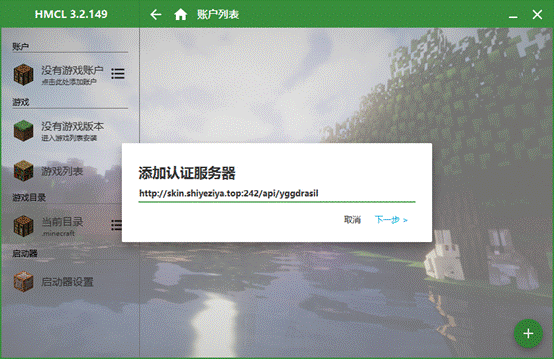 HMCL 3.2.149
账户列表
账户
没有游戏账户
点击此处添加账户
游戏
没有游戏版本
进入游戏列表安装
游戏列表
游戏目录
当前目录
.minecraft
启动器
启动器设置
添加认证服务器
http://skin.shiyeziya.top:242/api/yggdrasil
取消
下一步 >